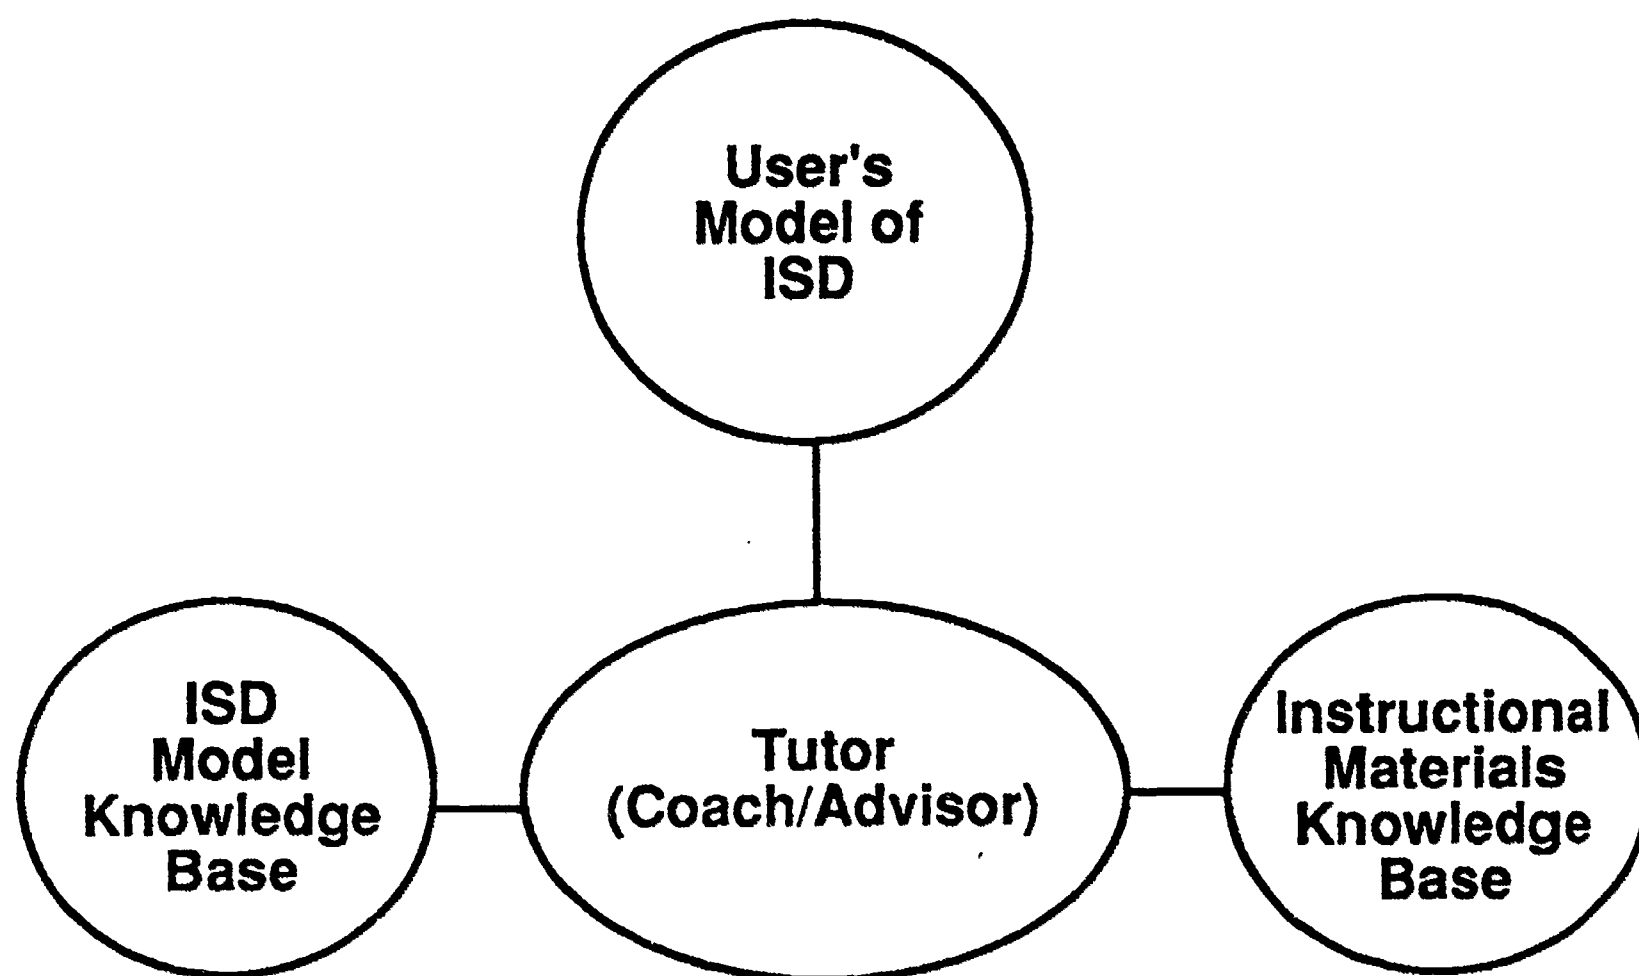 User's
Model of
ISD
ISD
Model
Knowledge
Base
Tutor
(Coach/Advisor)
Instructional
Materials
Knowledge
Base